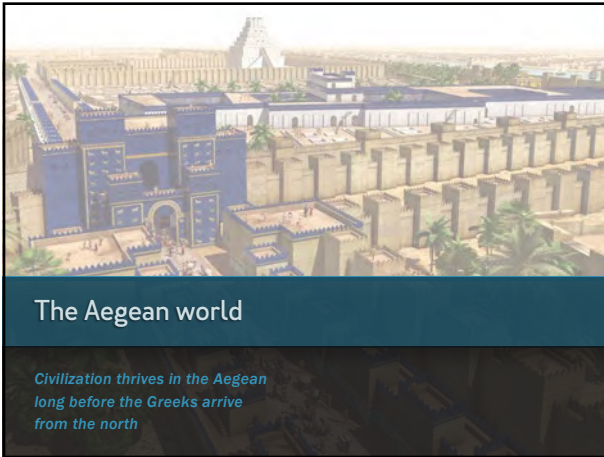 The Aegean world
Civilization thrives in the Aegean
long before the Greeks arrive
from the north